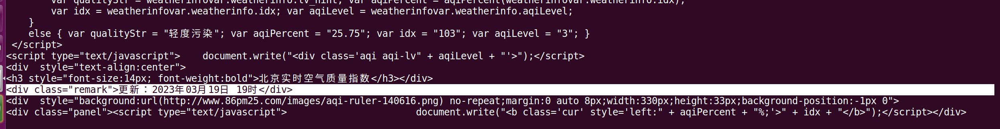 var qualityStr = weatherinfovar.weatherinfo.lv_hint; var aqiPercent = aqiPercent(weatherinfovar.weatherinfo.idx);
var idx = weatherinfovar.weatherinfo.idx; var aqiLevel = weatherinfovar.weatherinfo.aqiLevel;
}
else { var qualityStr = "轻度污染"; var aqiPercent = "25.75"; var idx = "103"; var aqiLevel = "3"; }
</script>
<script type="text/javascript">    document.write("<div class='aqi aqi-lv" + aqiLevel + "'>");</script>
<div  style="text-align:center">
<h3 style="font-size:14px; font-weight:bold">北京实时空气质量指数</h3></div>
<div class="remark">更新：2023年03月19日 19时</div>
<div  style="background:url(http://www.86pm25.com/images/aqi-ruler-140616.png) no-repeat;margin:0 auto 8px;width:330px;height:33px;background-position:-1px 0">
<div class="panel"><script type="text/javascript">                       document.write("<b class='cur' style='left:" + aqiPercent + "%;'>" + idx + "</b>");</script></div>